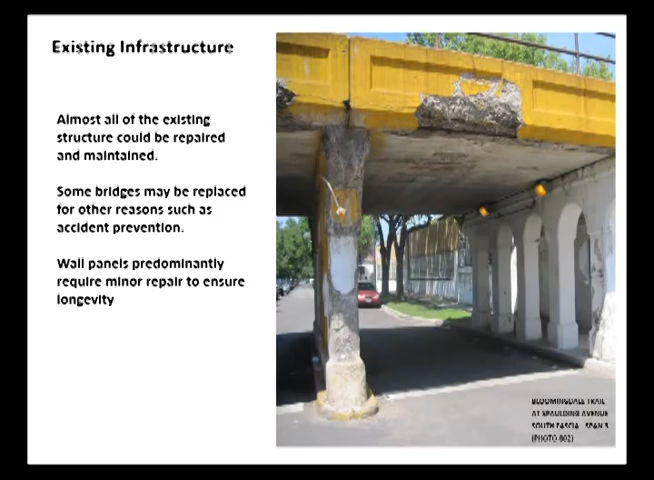 Existing Infrastructure
Almost all of the existing
structure could be repaired
and maintained.
Some bridges may be replaced
for other reasons such as
accident prevention.
Wall panels predominantly
require minor repair to ensure
longevity
BLOOMINGDALE TRAIL
AT SPAULDING AVENUE
SOUTH FASCIA SPAN 3
(PHOTO 602)